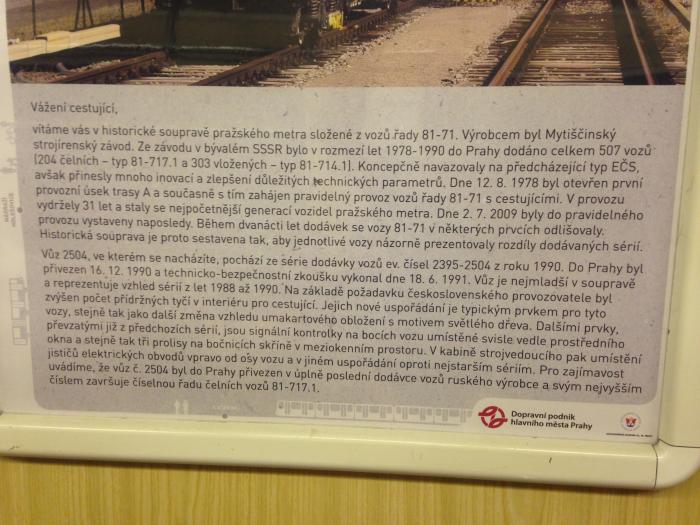 Vážení cestující,
vítáme vás v historické soupravě pražského metra složené z vozů řady 81-71. Výrobcem byl Mytiščinský
strojírenský závod. Ze závodu v bývalém SSSR bylo v rozmezí let 1978-1990 do Prahy dodáno celkem 507 vozů
(204 čelních – typ 81-717.1 a 303 vložených – typ 81-714.1). Koncepčně navazovaly na předcházející typ EČS,
avšak přinesly mnoho inovací a zlepšení důležitých technických parametrů. Dne 12. 8. 1978 byl otevřen první
provozní úsek trasy A a současně s tím zahájen pravidelný provoz vozů řady 81-71 s cestujícími. V provozu
vydržely 31 let a staly se nejpočetnější generací vozidel pražského metra. Dne 2. 7. 2009 byly do pravidelného
provozu vystaveny naposledy. Během dvanácti let dodávek se vozy 81-71 v některých prvcích odlišovaly.
Historická souprava je proto sestavena tak, aby jednotlivé vozy názorně prezentovaly rozdíly dodávaných sérií.
Vůz 2504, ve kterém se nacházíte, pochází ze série dodávky vozů ev. čísel 2395-2504 z roku 1990. Do Prahy byl
přivezen 16. 12. 1990 a technicko-bezpečnostní zkoušku vykonal dne 18. 6. 1991. Vůz je nejmladší v soupravě
a reprezentuje vzhled sérií z let 1988 až 1990. Na základě požadavku československého provozovatele byl
zvýšen počet přídržných tyčí v interiéru pro cestující. Jejich nové uspořádání je typickým prvkem pro tyto
vozy, stejně tak jako další změna vzhledu umakartového obložení s motivem světlého dřeva. Dalšími prvky,
převzatými již z předchozích sérií, jsou signální kontrolky na bocích vozu umístěné svisle vedle prostředního
okna a stejně tak tři prolisy na bočnicích skříně v meziokenním prostoru. V kabině strojvedoucího pak umístění
jističů elektrických obvodů vpravo od osy vozu a v jiném uspořádání oproti nejstarším sériím. Pro zajímavost
uvádíme, že vůz č. 2504 byl do Prahy přivezen v úplně poslední dodávce vozů ruského výrobce a svým nejvyšším
číslem završuje číselnou řadu čelních vozů 81-717.1.
Dopravní podnik
hlavního města Prahy